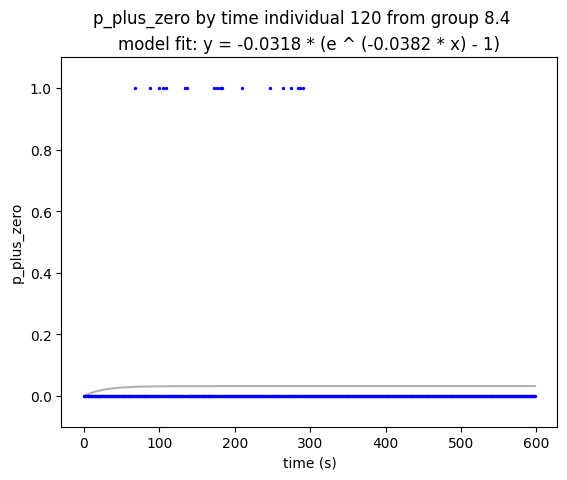 p_plus_zero by time individual 120 from group 8.4
model fit: y = -0.0318 * (e ^ (-0.0382 * x) - 1)
1.0
0.8
0.6
0.4
0.2
0.0
p_plus_zero
0 100 200 300 400 500 600
time (s)